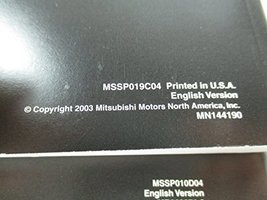 MSSP019C04 Printed in U.S.A.
English Version
© Copyright 2003 Mitsubishi Motors North America, Inc.
MN144190
MSSP010D04
English Version